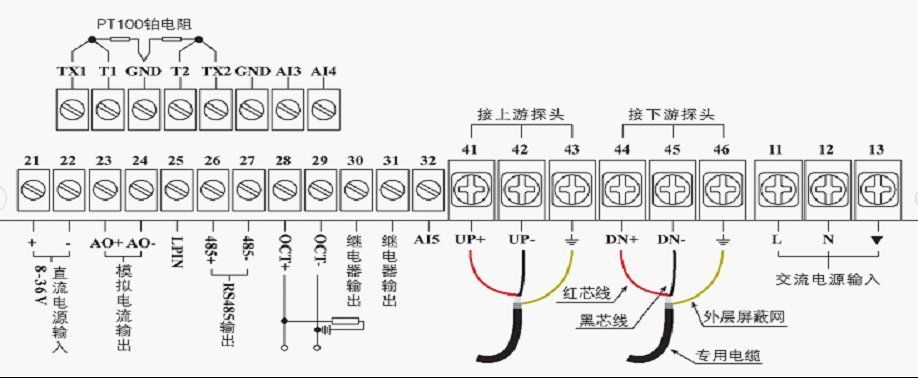 PT100铂电阻
TX1 T1 GND T2 TX2 GND AI3 AI4
接上游探头 接下游探头
21 22 23 24 25 26 27 28 29 30 31 32 41 42 43 44 45 46 11 12 13
+ - AO+ AO- LPIN 485+ 485- OCT+ OCT- 继电器输出 继电器输出 AI5 UP+ UP- DN+ DN- L N
8-36V
直流电源输入
模拟电流输出
RS485输出
交流电源输入
红芯线
黑芯线
外层屏蔽网
专用电缆